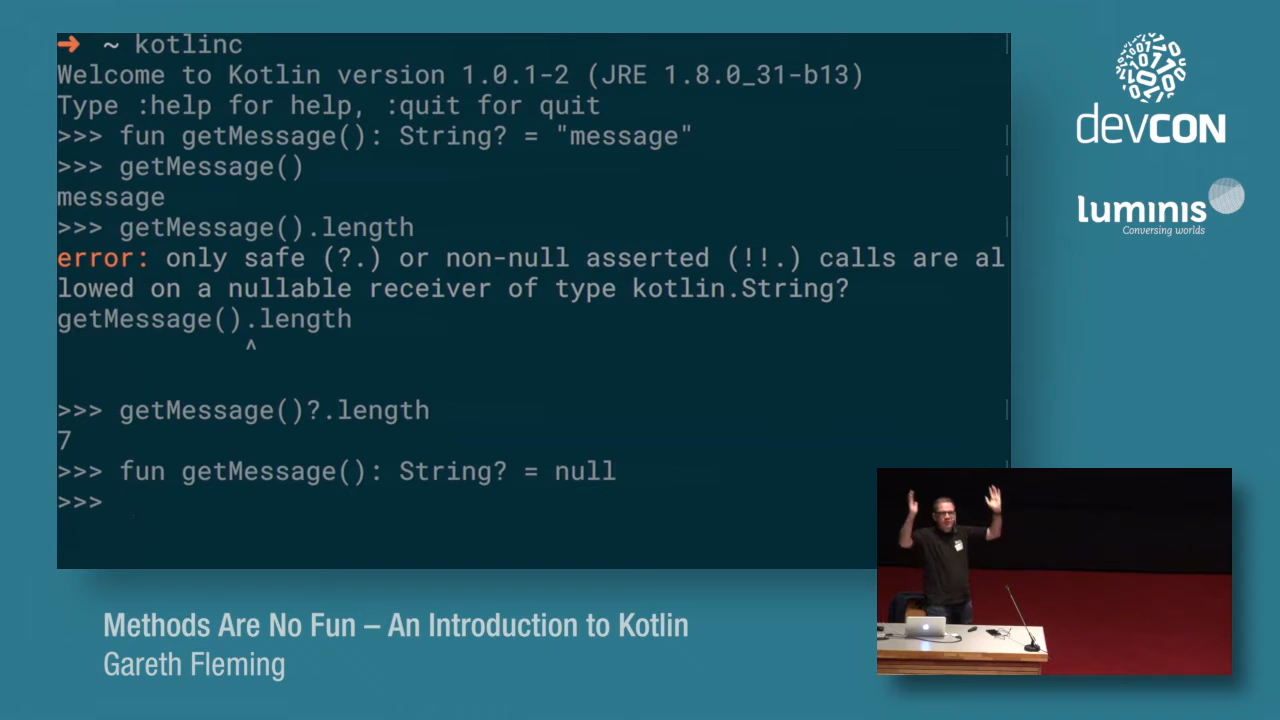 ➜ ~ kotlinc
Welcome to Kotlin version 1.0.1-2 (JRE 1.8.0_31-b13)
Type :help for help, :quit for quit
>>> fun getMessage(): String? = "message"
>>> getMessage()
message
>>> getMessage().length
error: only safe (?.) or non-null asserted (!!.) calls are al
lowed on a nullable receiver of type kotlin.String?
getMessage().length
^
>>> getMessage()?.length
7
>>> fun getMessage(): String? = null
>>>
devCON
luminis
Conversing worlds
Methods Are No Fun – An Introduction to Kotlin
Gareth Fleming